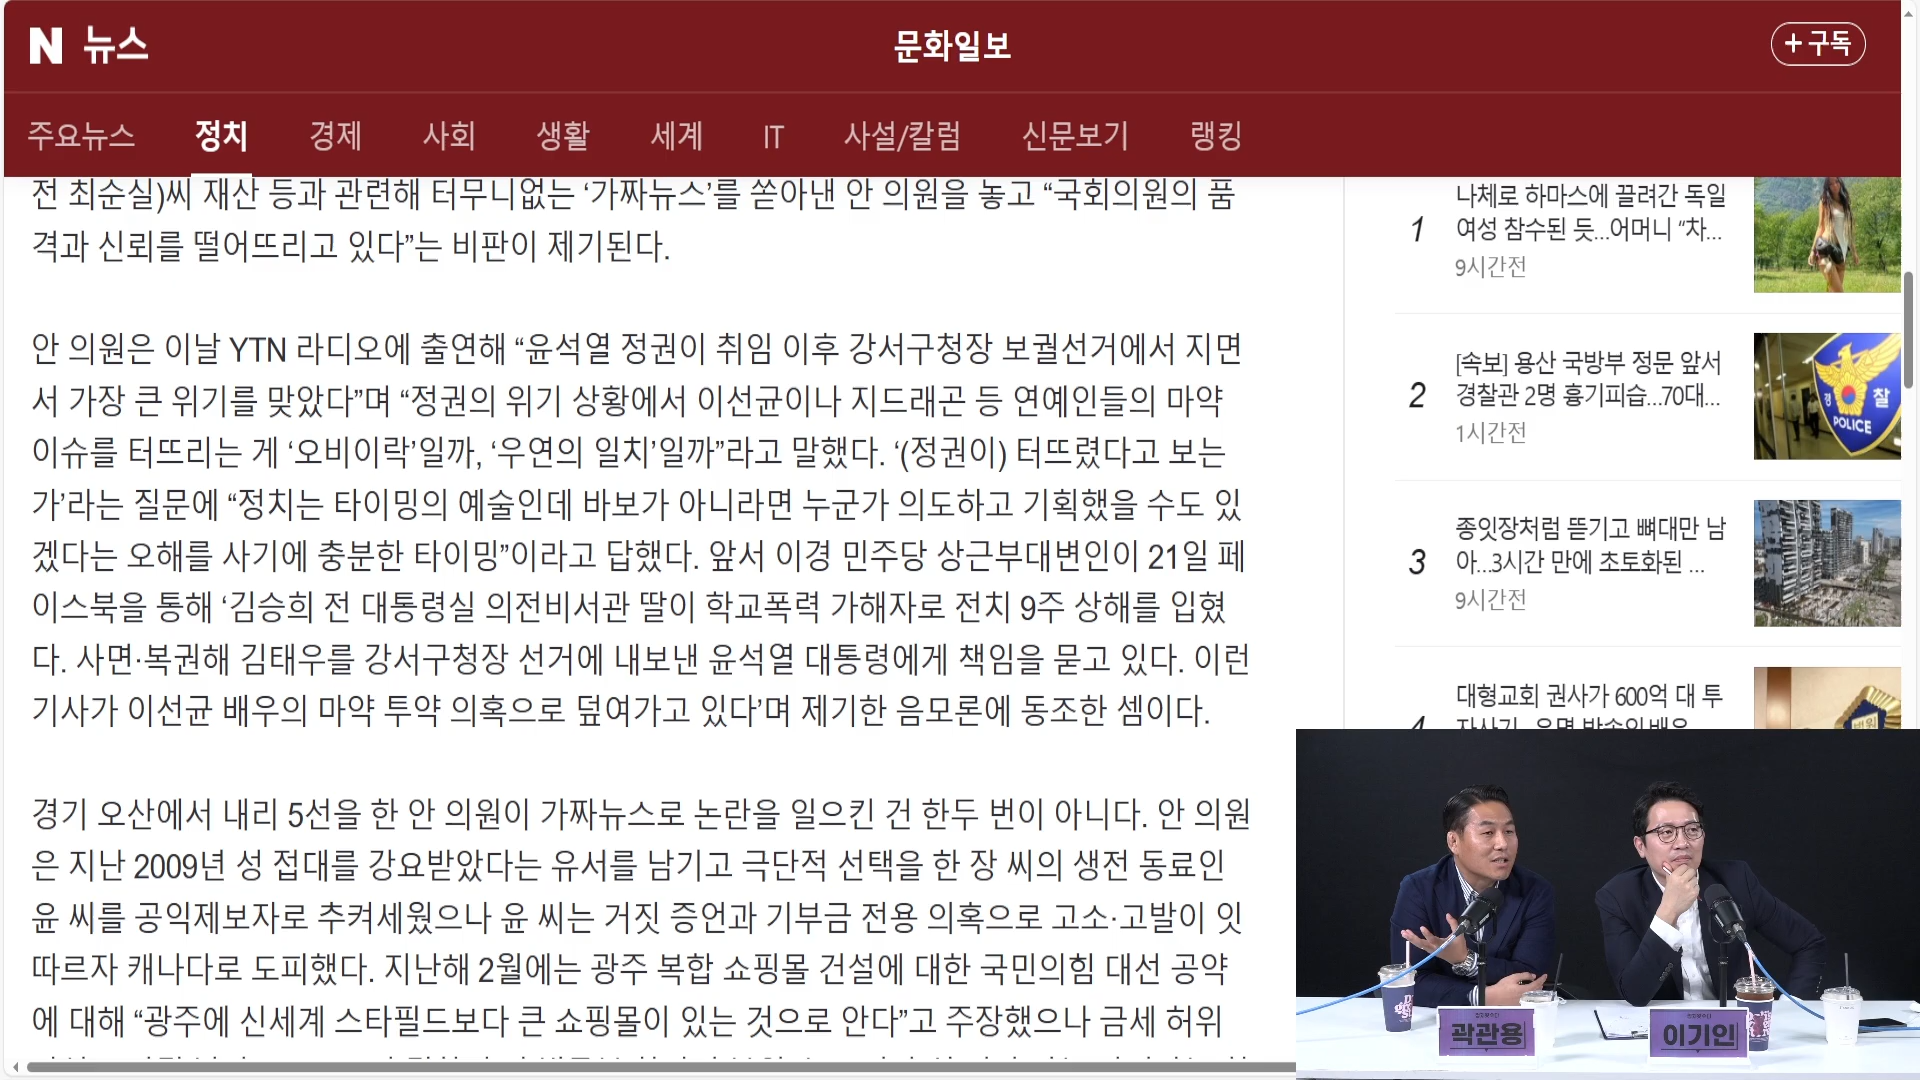 N 뉴스
문화일보
+ 구독
주요뉴스 정치 경제 사회 생활 세계 IT 사설/칼럼 신문보기 랭킹
전 최순실)씨 재산 등과 관련해 터무니없는 ‘가짜뉴스’를 쏟아낸 안 의원을 놓고 “국회의원의 품
격과 신뢰를 떨어뜨리고 있다”는 비판이 제기된다.
안 의원은 이날 YTN 라디오에 출연해 “윤석열 정권이 취임 이후 강서구청장 보궐선거에서 지면
서 가장 큰 위기를 맞았다”며 “정권의 위기 상황에서 이선균이나 지드래곤 등 연예인들의 마약
이슈를 터뜨리는 게 ‘오비이락’일까, ‘우연의 일치’일까”라고 말했다. ‘(정권이) 터뜨렸다고 보는
가’라는 질문에 “정치는 타이밍의 예술인데 바보가 아니라면 누군가 의도하고 기획했을 수도 있
겠다는 오해를 사기에 충분한 타이밍”이라고 답했다. 앞서 이경 민주당 상근부대변인이 21일 페
이스북을 통해 ‘김승희 전 대통령실 의전비서관 딸이 학교폭력 가해자로 전치 9주 상해를 입혔
다. 사면·복권해 김태우를 강서구청장 선거에 내보낸 윤석열 대통령에게 책임을 묻고 있다. 이런
기사가 이선균 배우의 마약 투약 의혹으로 덮여가고 있다’며 제기한 음모론에 동조한 셈이다.
경기 오산에서 내리 5선을 한 안 의원이 가짜뉴스로 논란을 일으킨 건 한두 번이 아니다. 안 의원
은 지난 2009년 성 접대를 강요받았다는 유서를 남기고 극단적 선택을 한 장 씨의 생전 동료인
윤 씨를 공익제보자로 추켜세웠으나 윤 씨는 거짓 증언과 기부금 전용 의혹으로 고소·고발이 잇
따르자 캐나다로 도피했다. 지난해 2월에는 광주 복합 쇼핑몰 건설에 대한 국민의힘 대선 공약
에 대해 “광주에 신세계 스타필드보다 큰 쇼핑몰이 있는 것으로 안다”고 주장했으나 금세 허위
1
나체로 하마스에 끌려간 독일
여성 참수된 듯...어머니 “차...
9시간전
2
[속보] 용산 국방부 정문 앞서
경찰관 2명 흉기피습...70대...
1시간전
경 찰
POLICE
3
종잇장처럼 뜯기고 뼈대만 남
아...3시간 만에 초토화된 ...
9시간전
대형교회 권사가 600억 대 투
곽관용
이기인